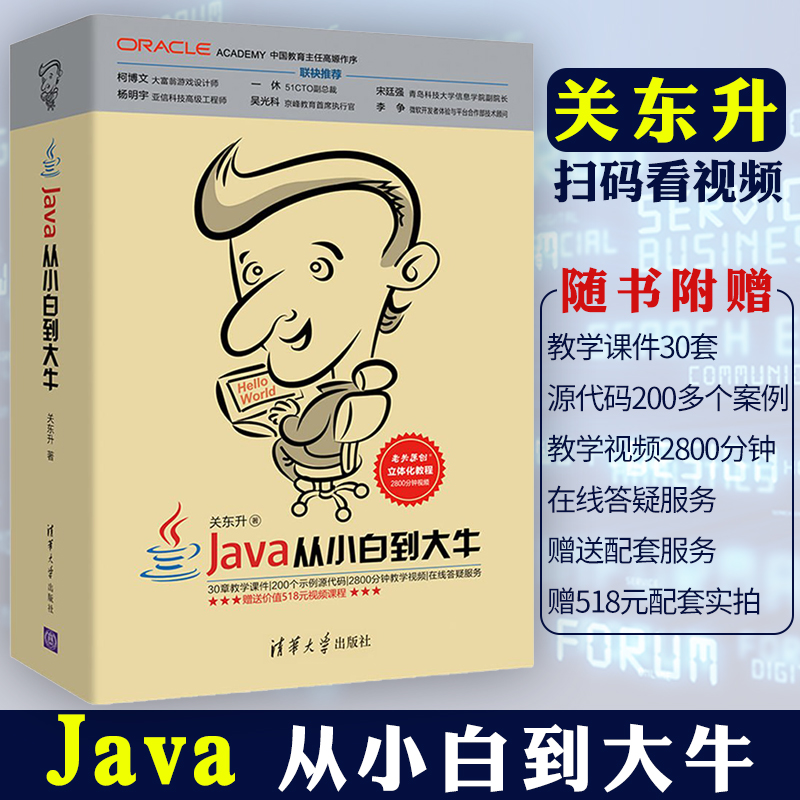 ORACLE ACADEMY 中国教育主任高嫄作序
联袂推荐
柯博文 大富翁游戏设计师 一休 51CTO副总裁 宋廷强 青岛科技大学信息学院副院长
杨明宇 亚信科技高级工程师 吴光科 京峰教育首席执行官 李争 微软开发者体验与平台合作部技术顾问
Hello
World
老关原创
立体化教程
2800分钟视频
关东升 著
Java从小白到大牛
30章教学课件|200个示例源代码|2800分钟教学视频|在线答疑服务
★★★赠送价值518元视频课程 ★★★
清华大学出版社
Java从小白到大牛
关东升 著
清华大学出版社
关东升
扫码看视频
随书附赠
教学课件30套
源代码200多个案例
教学视频2800分钟
在线答疑服务
赠送配套服务
赠518元配套实拍
SERVICE
BUSINESS
FORUM
Java 从小白到大牛